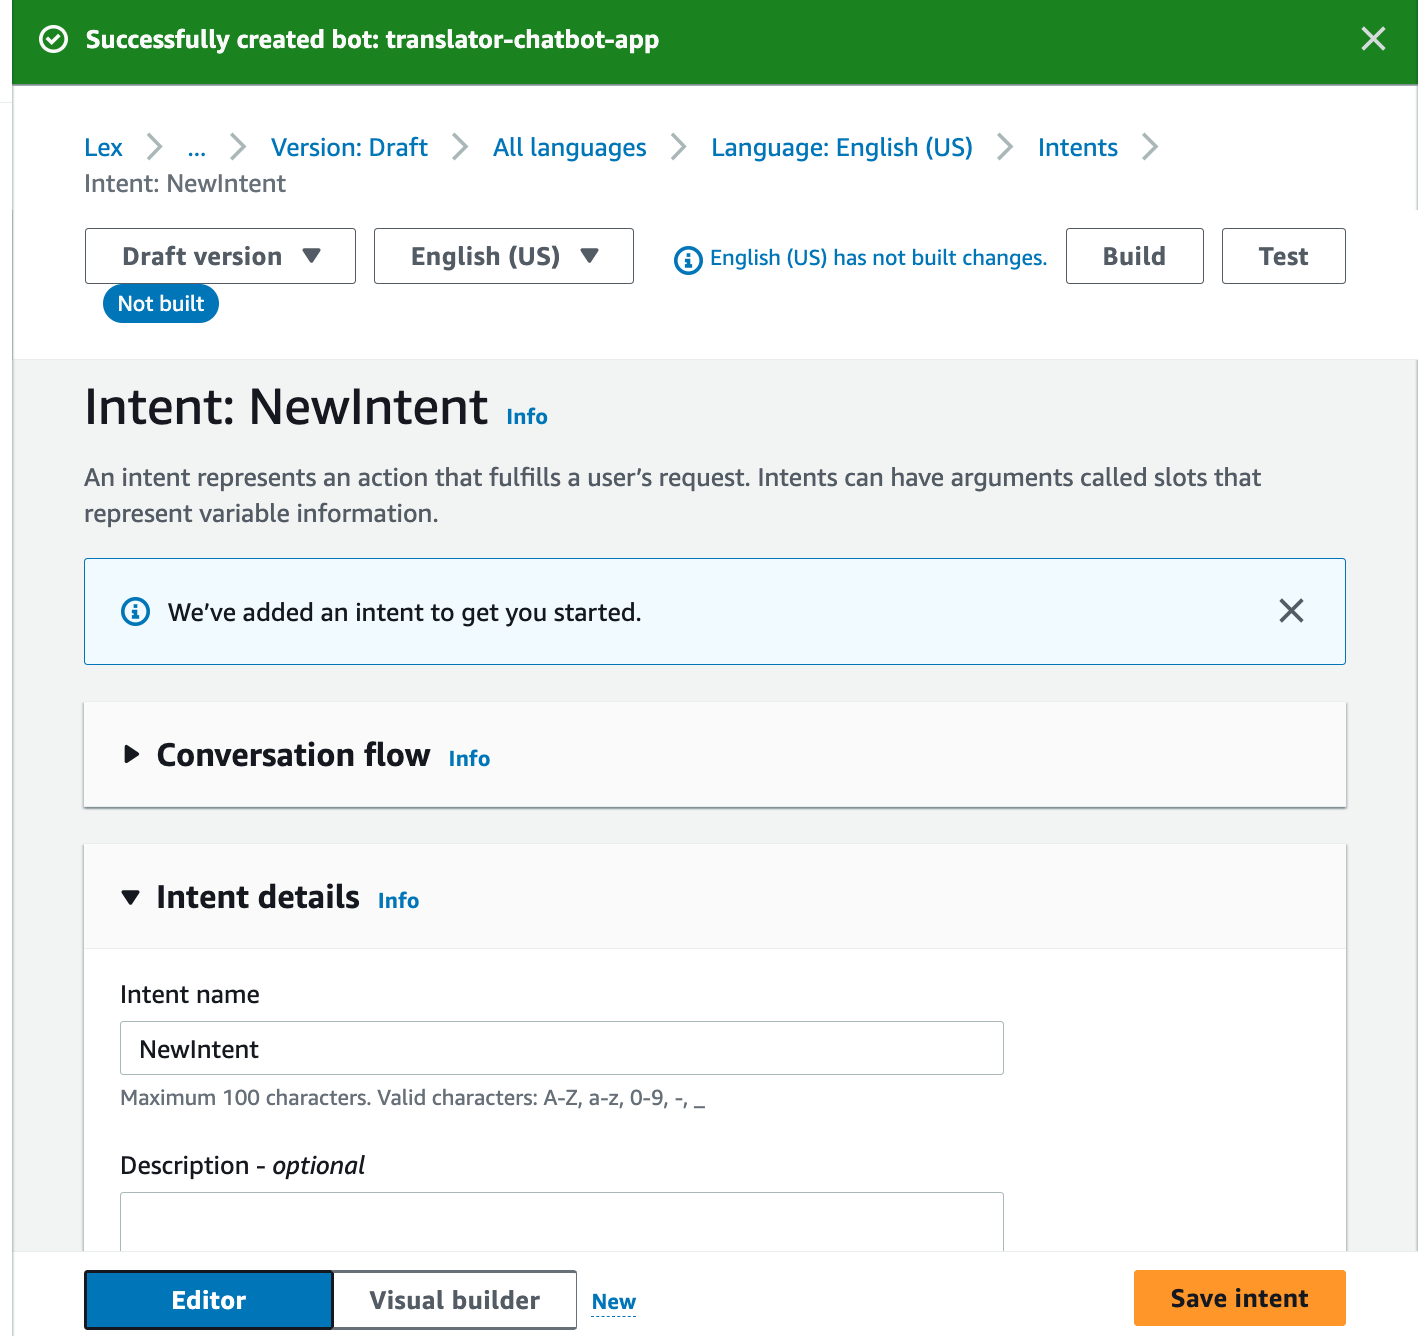 Successfully created bot: translator-chatbot-app
Lex ... Version: Draft All languages Language: English (US) Intents
Intent: NewIntent
Draft version English (US) English (US) has not built changes. Build Test
Not built
Intent: NewIntent Info
An intent represents an action that fulfills a user’s request. Intents can have arguments called slots that
represent variable information.
We’ve added an intent to get you started.
Conversation flow Info
Intent details Info
Intent name
NewIntent
Maximum 100 characters. Valid characters: A-Z, a-z, 0-9, -, _
Description - optional
Editor Visual builder New Save intent